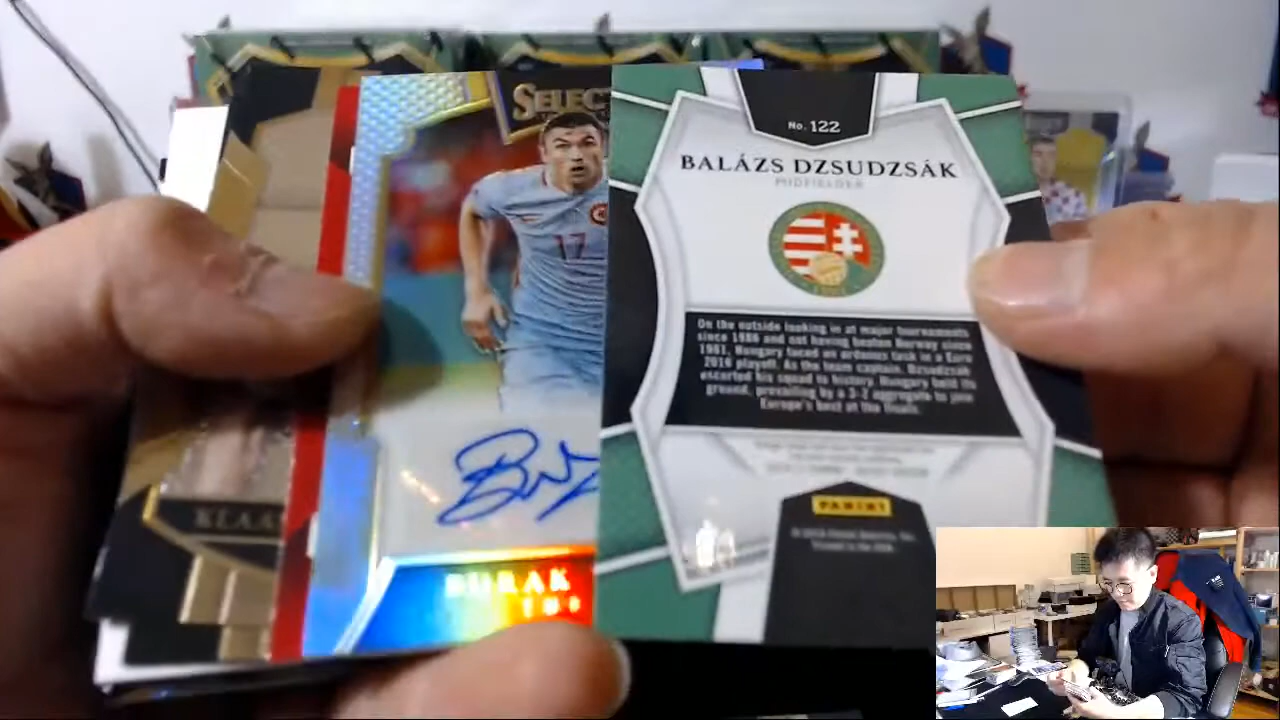 SELECT
No. 122
BALÁZS DZSUDZSÁK
MIDFIELDER
17
On the outside looking in at major tournaments
since 1986 and not having beaten Norway since
1981, Hungary faced an arduous task in a Euro
2016 playoff. As the team captain, Dzsudzsák
escorted his squad to history. Hungary held its
ground, prevailing by a 3-2 aggregate to join
Europe's best at the finals.
KLAAS
BURAK
PANINI